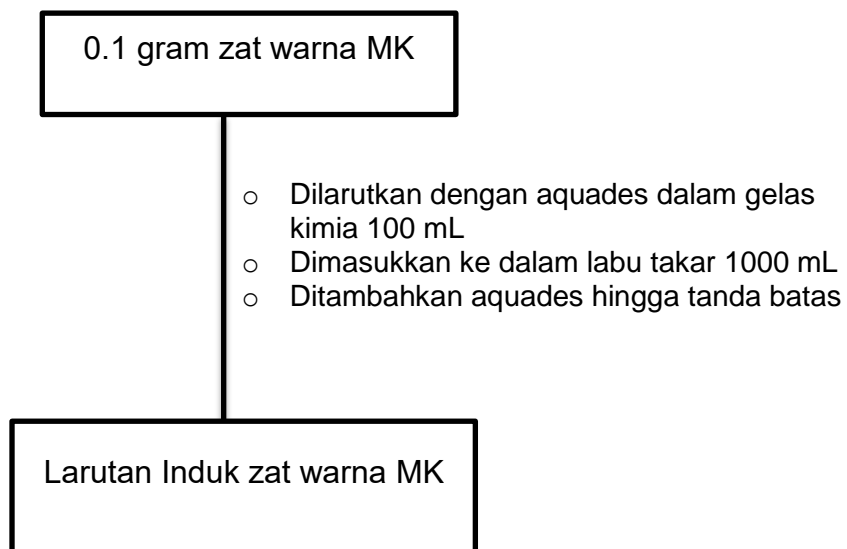 0.1 gram zat warna MK
o Dilarutkan dengan aquades dalam gelas
kimia 100 mL
o Dimasukkan ke dalam labu takar 1000 mL
o Ditambahkan aquades hingga tanda batas
Larutan Induk zat warna MK